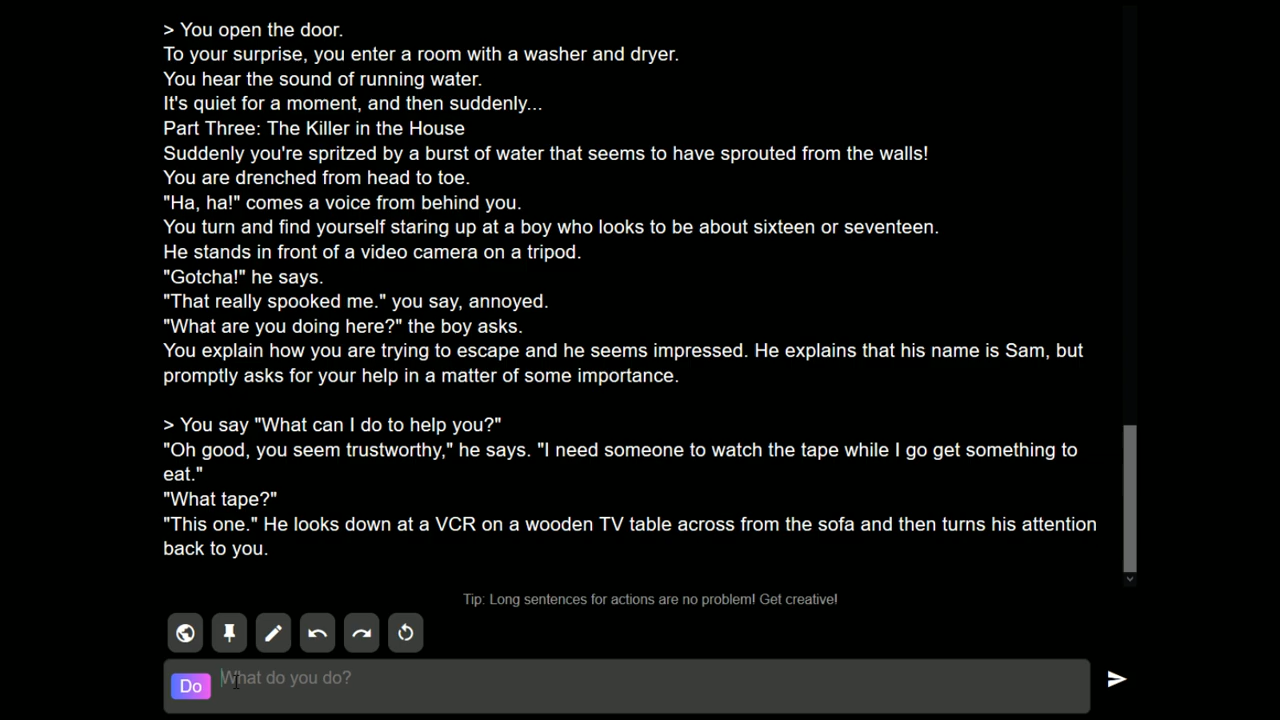 > You open the door.
To your surprise, you enter a room with a washer and dryer.
You hear the sound of running water.
It's quiet for a moment, and then suddenly...
Part Three: The Killer in the House
Suddenly you're spritzed by a burst of water that seems to have sprouted from the walls!
You are drenched from head to toe.
"Ha, ha!" comes a voice from behind you.
You turn and find yourself staring up at a boy who looks to be about sixteen or seventeen.
He stands in front of a video camera on a tripod.
"Gotcha!" he says.
"That really spooked me." you say, annoyed.
"What are you doing here?" the boy asks.
You explain how you are trying to escape and he seems impressed. He explains that his name is Sam, but
promptly asks for your help in a matter of some importance.
> You say "What can I do to help you?"
"Oh good, you seem trustworthy," he says. "I need someone to watch the tape while I go get something to
eat."
"What tape?"
"This one." He looks down at a VCR on a wooden TV table across from the sofa and then turns his attention
back to you.
Tip: Long sentences for actions are no problem! Get creative!
Do What do you do?